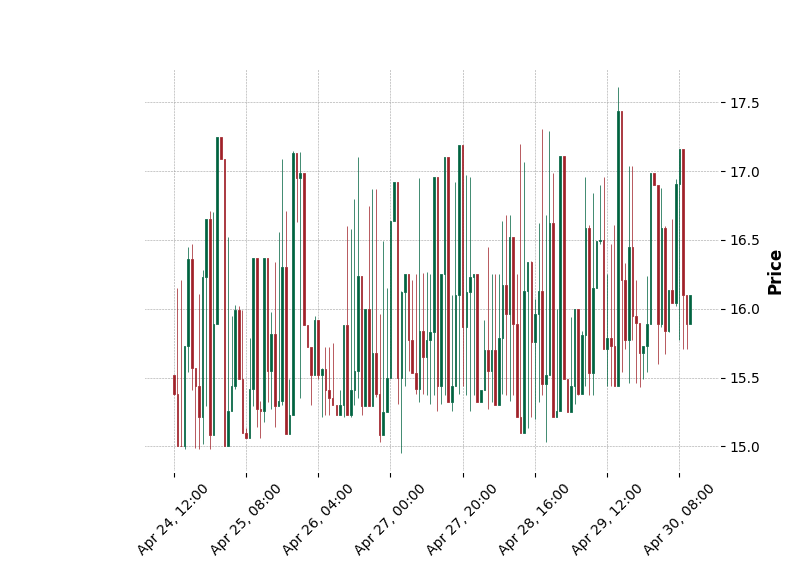 17.5
17.0
16.5
16.0
15.5
15.0
Price
Apr 24, 12:00
Apr 25, 08:00
Apr 26, 04:00
Apr 27, 00:00
Apr 27, 20:00
Apr 28, 16:00
Apr 29, 12:00
Apr 30, 08:00